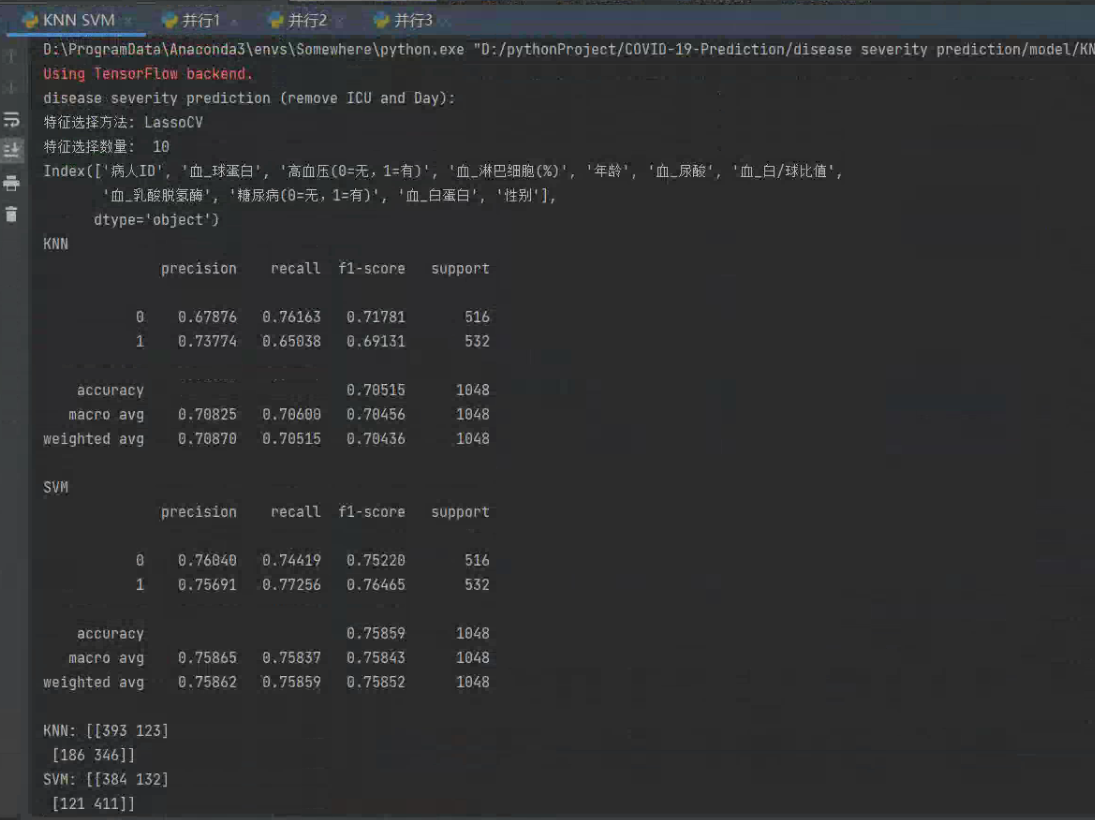 KNN SVM 并行1 并行2 并行3
D:\ProgramData\Anaconda3\envs\Somewhere\python.exe "D:/pythonProject/COVID-19-Prediction/disease severity prediction/model/KN
Using TensorFlow backend.
disease severity prediction (remove ICU and Day):
特征选择方法: LassoCV
特征选择数量:  10
Index(['病人ID', '血_球蛋白', '高血压(0=无，1=有)', '血_淋巴细胞(%)', '年龄', '血_尿酸', '血_白/球比值',
'血_乳酸脱氢酶', '糖尿病(0=无，1=有)', '血_白蛋白', '性别'],
dtype='object')
KNN
precision recall f1-score support
0 0.67876 0.76163 0.71781 516
1 0.73774 0.65038 0.69131 532
accuracy 0.70515 1048
macro avg 0.70825 0.70600 0.70456 1048
weighted avg 0.70870 0.70515 0.70436 1048
SVM
precision recall f1-score support
0 0.76040 0.74419 0.75220 516
1 0.75691 0.77256 0.76465 532
accuracy 0.75859 1048
macro avg 0.75865 0.75837 0.75843 1048
weighted avg 0.75862 0.75859 0.75852 1048
KNN: [[393 123]
[186 346]]
SVM: [[384 132]
[121 411]]